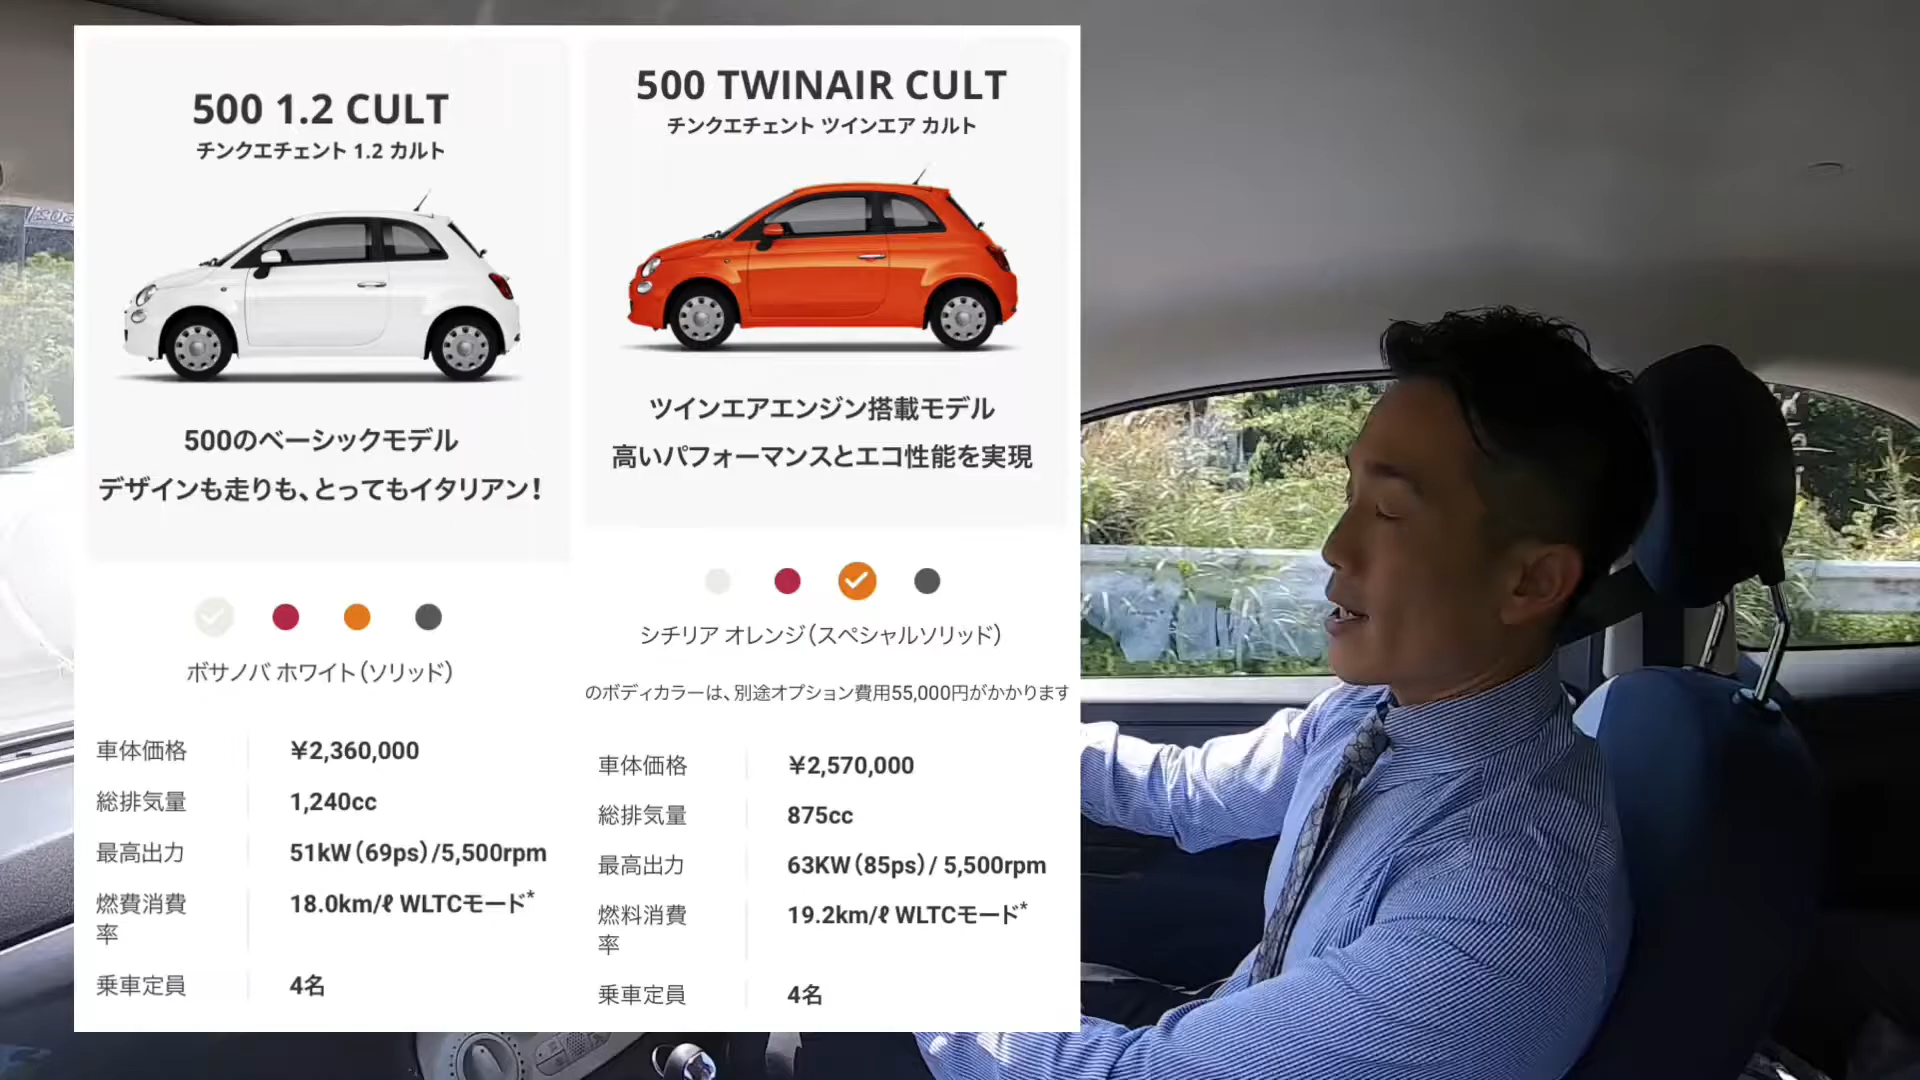 500 1.2 CULT
チンクエチェント 1.2 カルト
500のベーシックモデル
デザインも走りも、とってもイタリアン!
ボサノバ ホワイト（ソリッド）
車体価格 ¥2,360,000
総排気量 1,240cc
最高出力 51kW（69ps）/5,500rpm
燃費消費 18.0km/ℓ WLTCモード*
率
乗車定員 4名
500 TWINAIR CULT
チンクエチェント ツインエア カルト
ツインエアエンジン搭載モデル
高いパフォーマンスとエコ性能を実現
シチリア オレンジ（スペシャルソリッド）
のボディカラーは、別途オプション費用55,000円がかかります
車体価格 ¥2,570,000
総排気量 875cc
最高出力 63KW（85ps）/ 5,500rpm
燃料消費 19.2km/ℓ WLTCモード*
率
乗車定員 4名